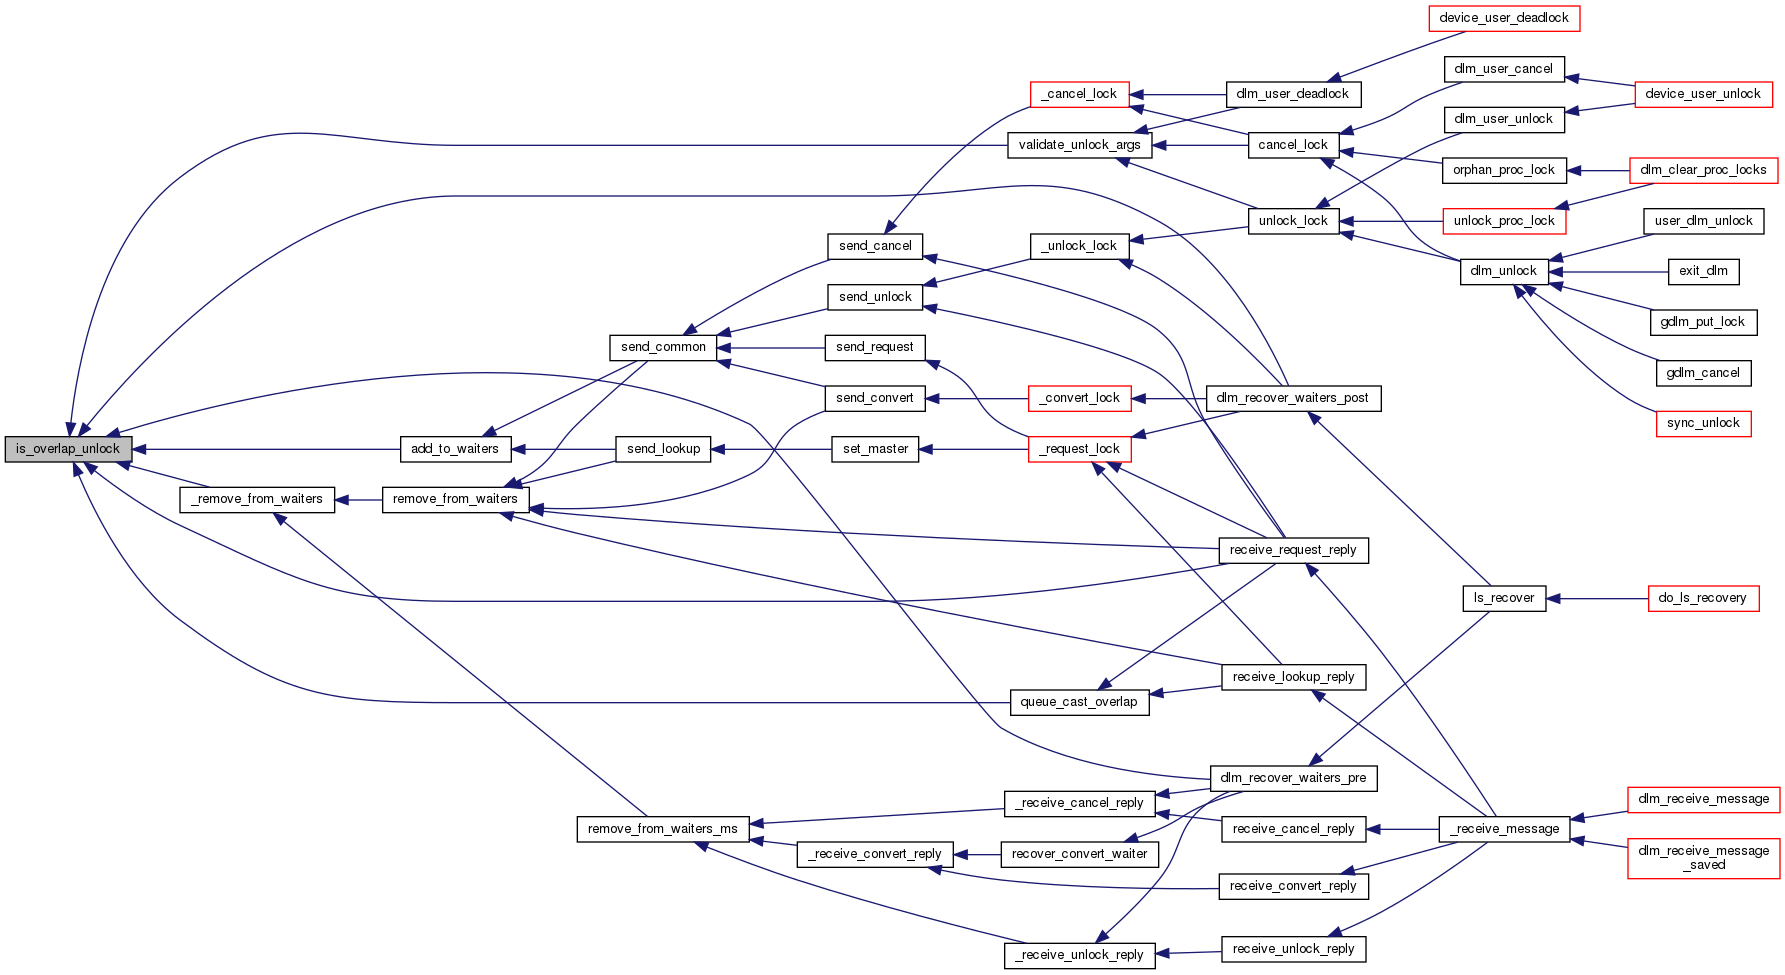 device_user_deadlock
dlm_user_cancel
_cancel_lock
dlm_user_deadlock
device_user_unlock
dlm_user_unlock
validate_unlock_args
cancel_lock
orphan_proc_lock
dlm_clear_proc_locks
unlock_lock
unlock_proc_lock
user_dlm_unlock
send_cancel
_unlock_lock
dlm_unlock
exit_dlm
send_unlock
gdlm_put_lock
send_common
send_request
gdlm_cancel
send_convert
_convert_lock
dlm_recover_waiters_post
sync_unlock
is_overlap_unlock
add_to_waiters
send_lookup
set_master
_request_lock
_remove_from_waiters
remove_from_waiters
receive_request_reply
ls_recover
do_ls_recovery
receive_lookup_reply
queue_cast_overlap
dlm_recover_waiters_pre
_receive_cancel_reply
dlm_receive_message
remove_from_waiters_ms
receive_cancel_reply
_receive_message
_receive_convert_reply
recover_convert_waiter
dlm_receive_message
_saved
receive_convert_reply
_receive_unlock_reply
receive_unlock_reply